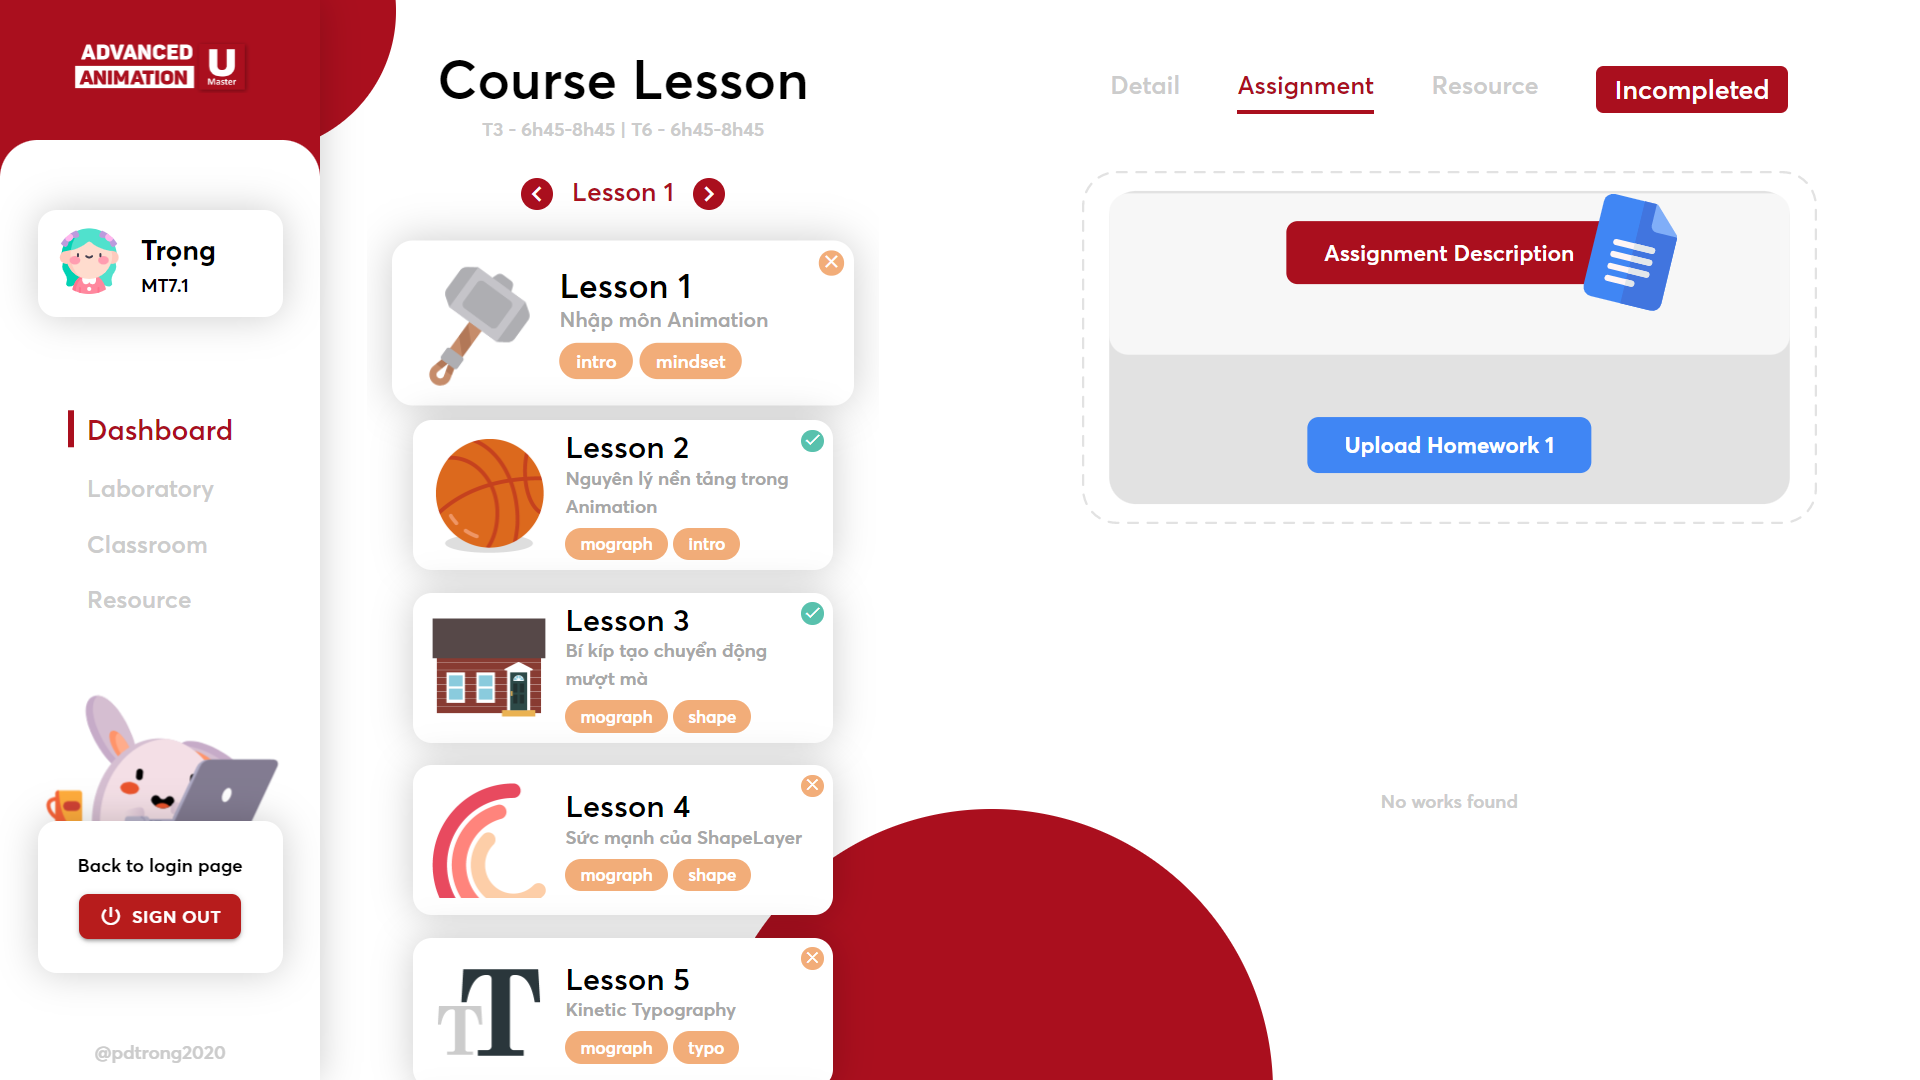 ADVANCED
ANIMATION
U
Master
Trọng
MT7.1
Dashboard
Laboratory
Classroom
Resource
Back to login page
SIGN OUT
@pdtrong2020
Course Lesson
T3 - 6h45-8h45 | T6 - 6h45-8h45
Lesson 1
Lesson 1
Nhập môn Animation
intro mindset
Lesson 2
Nguyên lý nền tảng trong
Animation
mograph intro
Lesson 3
Bí kíp tạo chuyển động
mượt mà
mograph shape
Lesson 4
Sức mạnh của ShapeLayer
mograph shape
T T
Lesson 5
Kinetic Typography
mograph typo
Detail Assignment Resource Incompleted
Assignment Description
Upload Homework 1
No works found